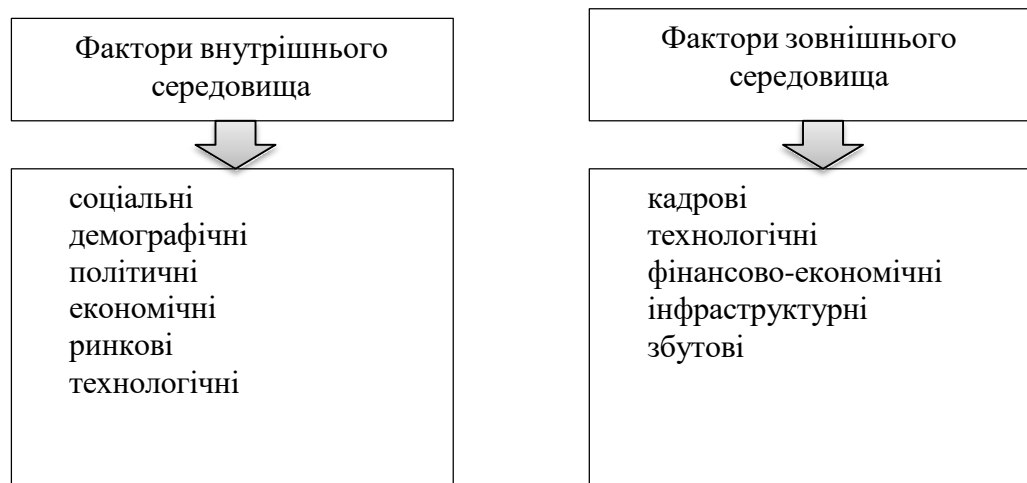 Фактори внутрішнього
середовища
соціальні
демографічні
політичні
економічні
ринкові
технологічні
Фактори зовнішнього
середовища
кадрові
технологічні
фінансово-економічні
інфраструктурні
збутові